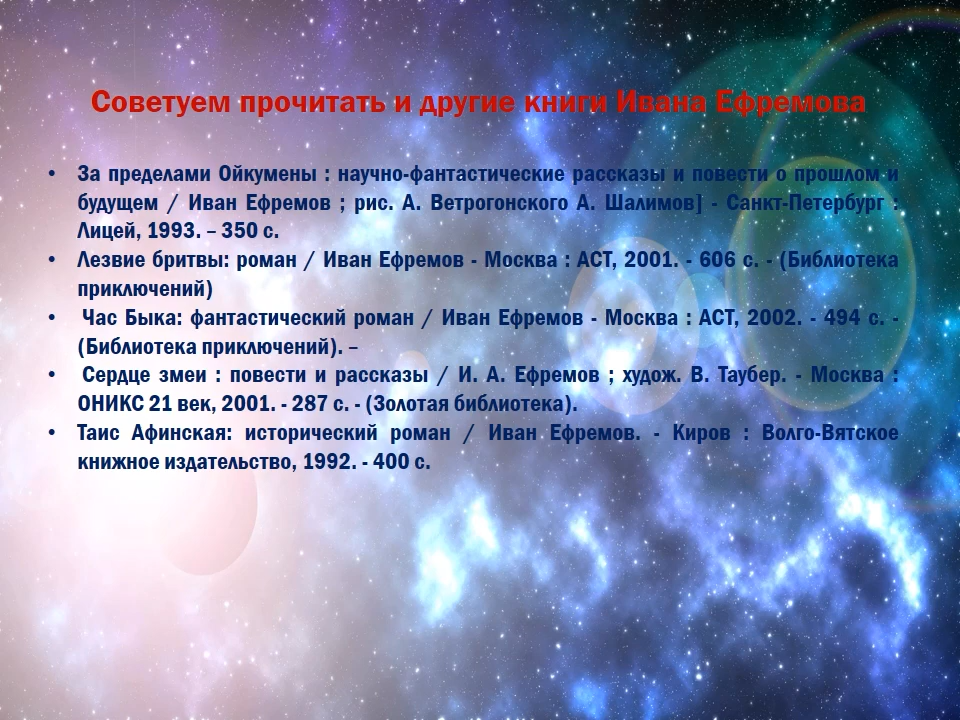 Советуем прочитать и другие книги Ивана Ефремова
• За пределами Ойкумены : научно-фантастические рассказы и повести о прошлом и
будущем / Иван Ефремов ; рис. А. Ветрогонского А. Шалимов] - Санкт-Петербург :
Лицей, 1993. – 350 с.
• Лезвие бритвы: роман / Иван Ефремов - Москва : АСТ, 2001. - 606 с. - (Библиотека
приключений)
• Час Быка: фантастический роман / Иван Ефремов - Москва : АСТ, 2002. - 494 с. -
(Библиотека приключений). –
• Сердце змеи : повести и рассказы / И. А. Ефремов ; худож. В. Таубер. - Москва :
ОНИКС 21 век, 2001. - 287 с. - (Золотая библиотека).
• Таис Афинская: исторический роман / Иван Ефремов. - Киров : Волго-Вятское
книжное издательство, 1992. - 400 с.